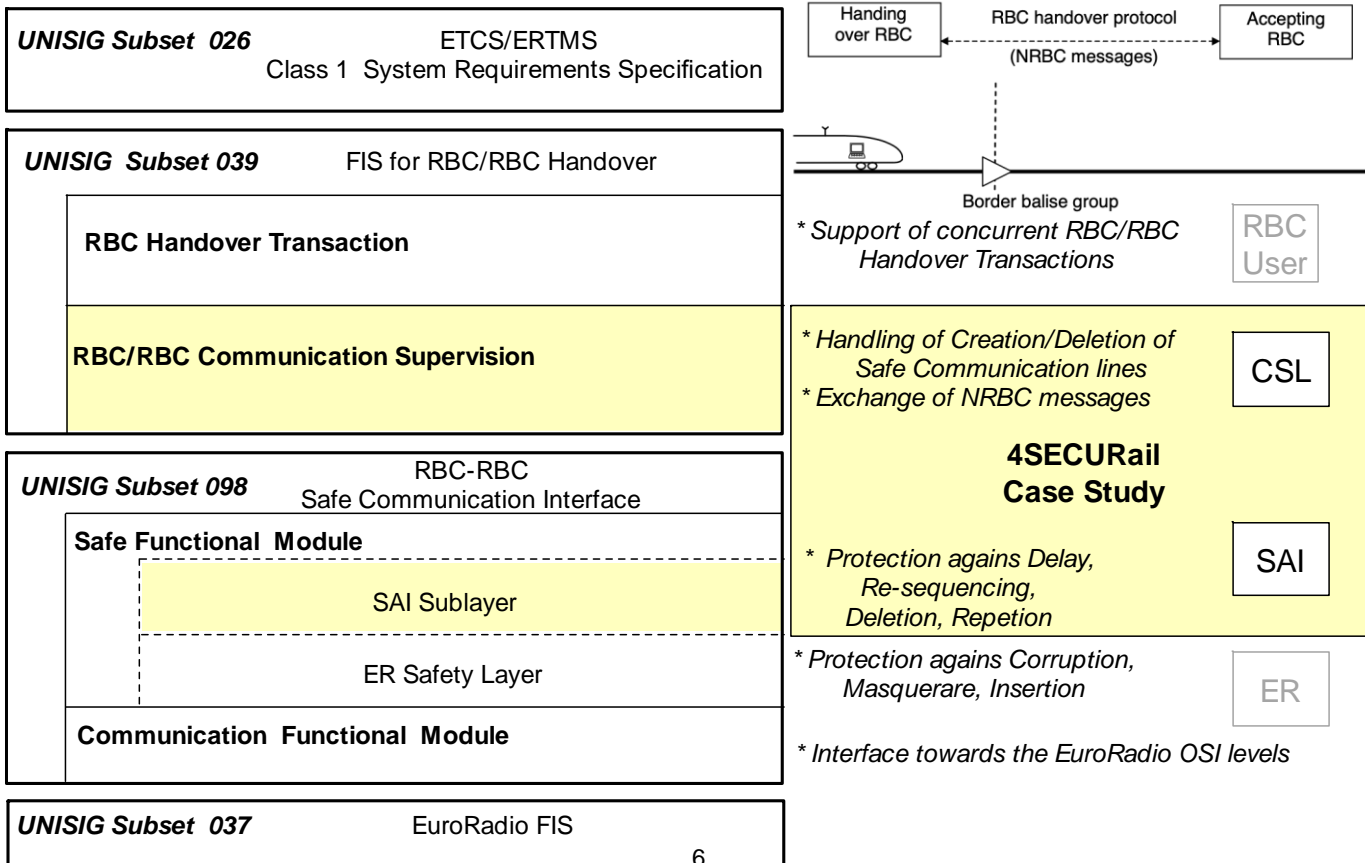 UNISIG Subset 026 ETCS/ERTMS
Class 1 System Requirements Specification
UNISIG Subset 039 FIS for RBC/RBC Handover
RBC Handover Transaction
RBC/RBC Communication Supervision
UNISIG Subset 098
RBC-RBC
Safe Communication Interface
Safe Functional Module
SAI Sublayer
ER Safety Layer
Communication Functional Module
UNISIG Subset 037 EuroRadio FIS
6
Handing
over RBC
RBC handover protocol
(NRBC messages)
Accepting
RBC
Border balise group
* Support of concurrent RBC/RBC
Handover Transactions
RBC
User
* Handling of Creation/Deletion of
Safe Communication lines
* Exchange of NRBC messages
CSL
4SECURail
Case Study
* Protection agains Delay,
Re-sequencing,
Deletion, Repetion
SAI
* Protection agains Corruption,
Masquerare, Insertion
ER
* Interface towards the EuroRadio OSI levels